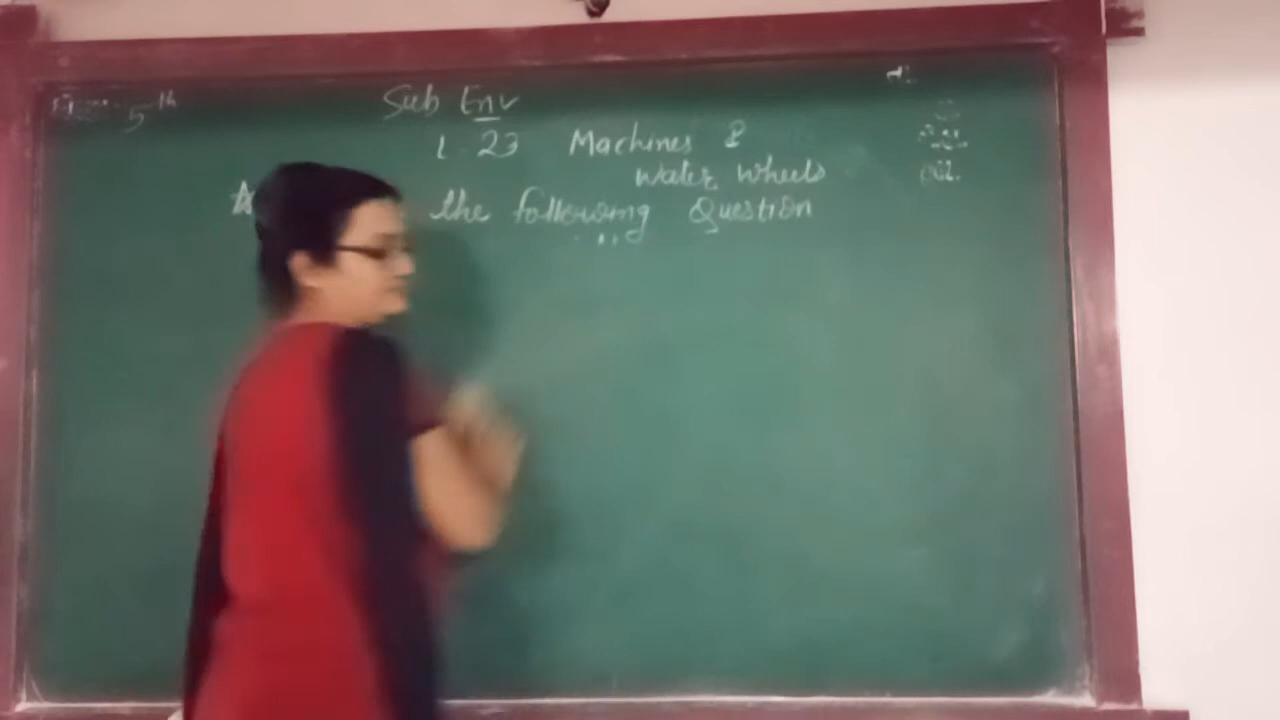 5th
Sub Env
L-23 Machines &
Water Wheels
the following Question